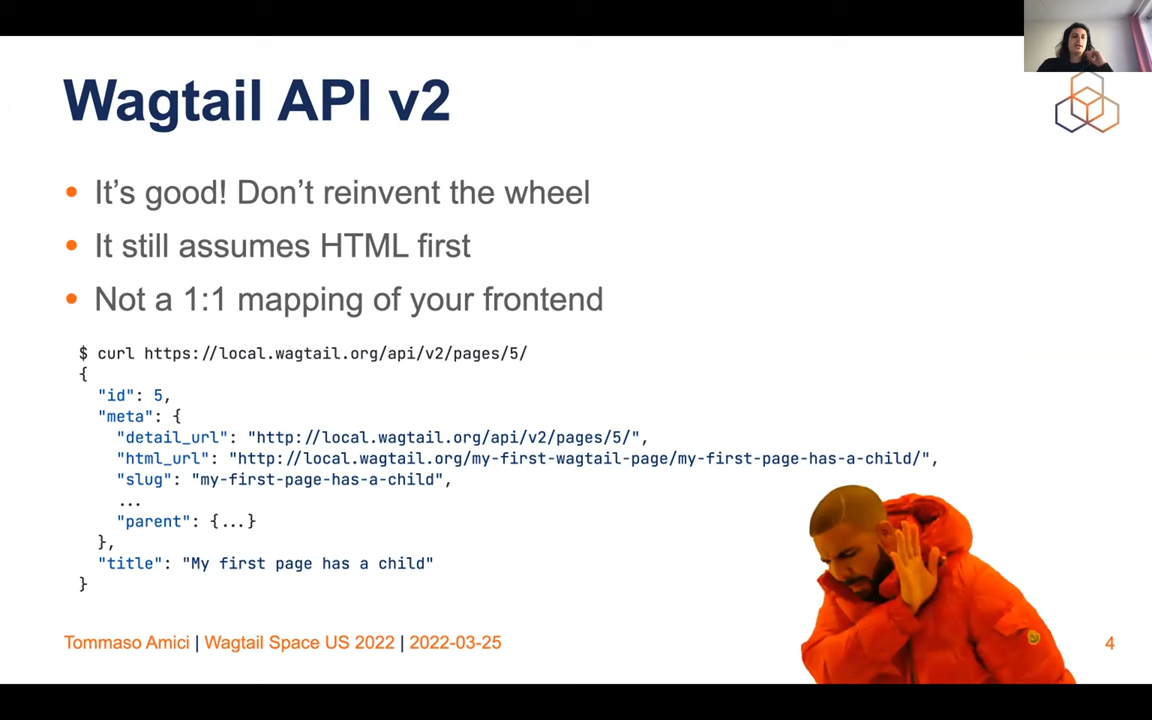 Wagtail API v2
• It’s good! Don’t reinvent the wheel
• It still assumes HTML first
• Not a 1:1 mapping of your frontend
$ curl https://local.wagtail.org/api/v2/pages/5/
{
  "id": 5,
  "meta": {
    "detail_url": "http://local.wagtail.org/api/v2/pages/5/",
    "html_url": "http://local.wagtail.org/my-first-wagtail-page/my-first-page-has-a-child/",
    "slug": "my-first-page-has-a-child",
    ...
    "parent": {...}
  },
  "title": "My first page has a child"
}
Tommaso Amici | Wagtail Space US 2022 | 2022-03-25
4